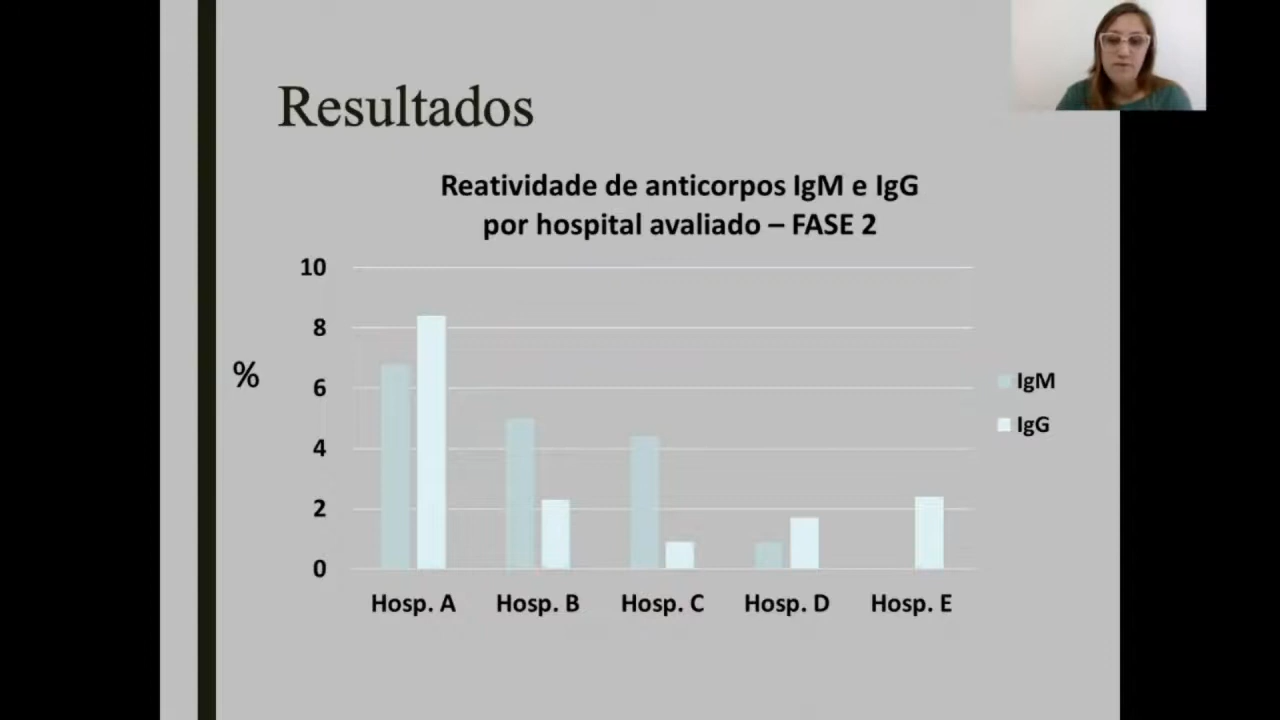 Resultados
Reatividade de anticorpos IgM e IgG
por hospital avaliado – FASE 2
10
8
%
6
4
2
0
IgM
IgG
Hosp. A Hosp. B Hosp. C Hosp. D Hosp. E